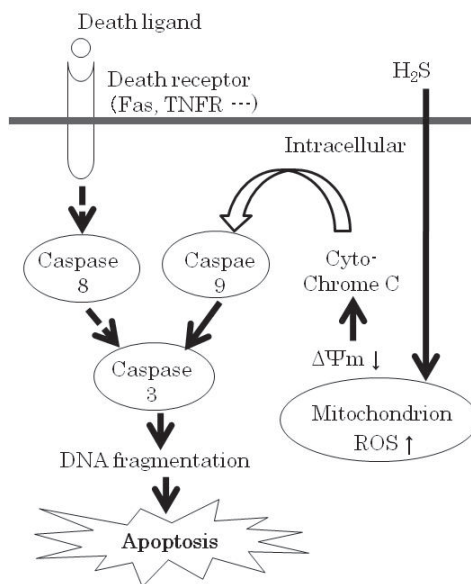 Death ligand
Death receptor
(Fas, TNFR ···)
H₂S
Intracellular
Caspase
8
Caspae
9
Cyto-
Chrome C
ΔΨm ↓
Caspase
3
Mitochondrion
ROS ↑
DNA fragmentation
Apoptosis